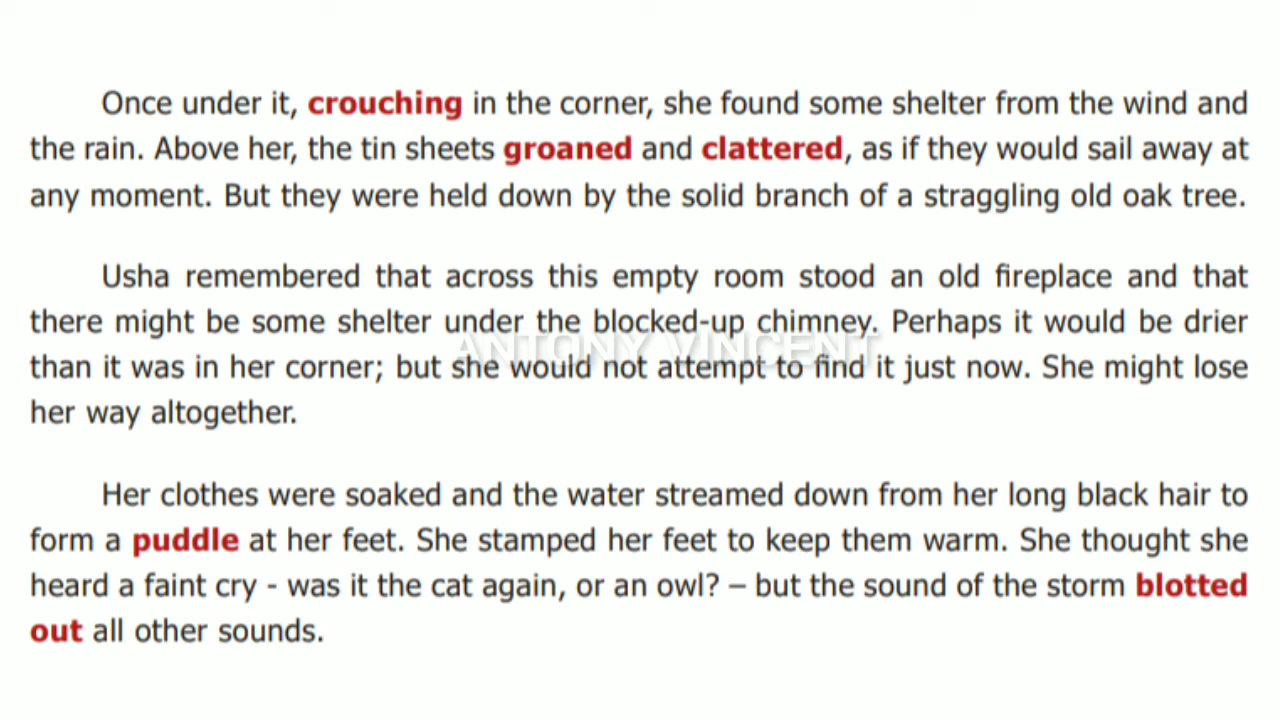 Once under it, crouching in the corner, she found some shelter from the wind and
the rain. Above her, the tin sheets groaned and clattered, as if they would sail away at
any moment. But they were held down by the solid branch of a straggling old oak tree.
Usha remembered that across this empty room stood an old fireplace and that
there might be some shelter under the blocked-up chimney. Perhaps it would be drier
ANTONY VINCENT
than it was in her corner; but she would not attempt to find it just now. She might lose
her way altogether.
Her clothes were soaked and the water streamed down from her long black hair to
form a puddle at her feet. She stamped her feet to keep them warm. She thought she
heard a faint cry - was it the cat again, or an owl? – but the sound of the storm blotted
out all other sounds.